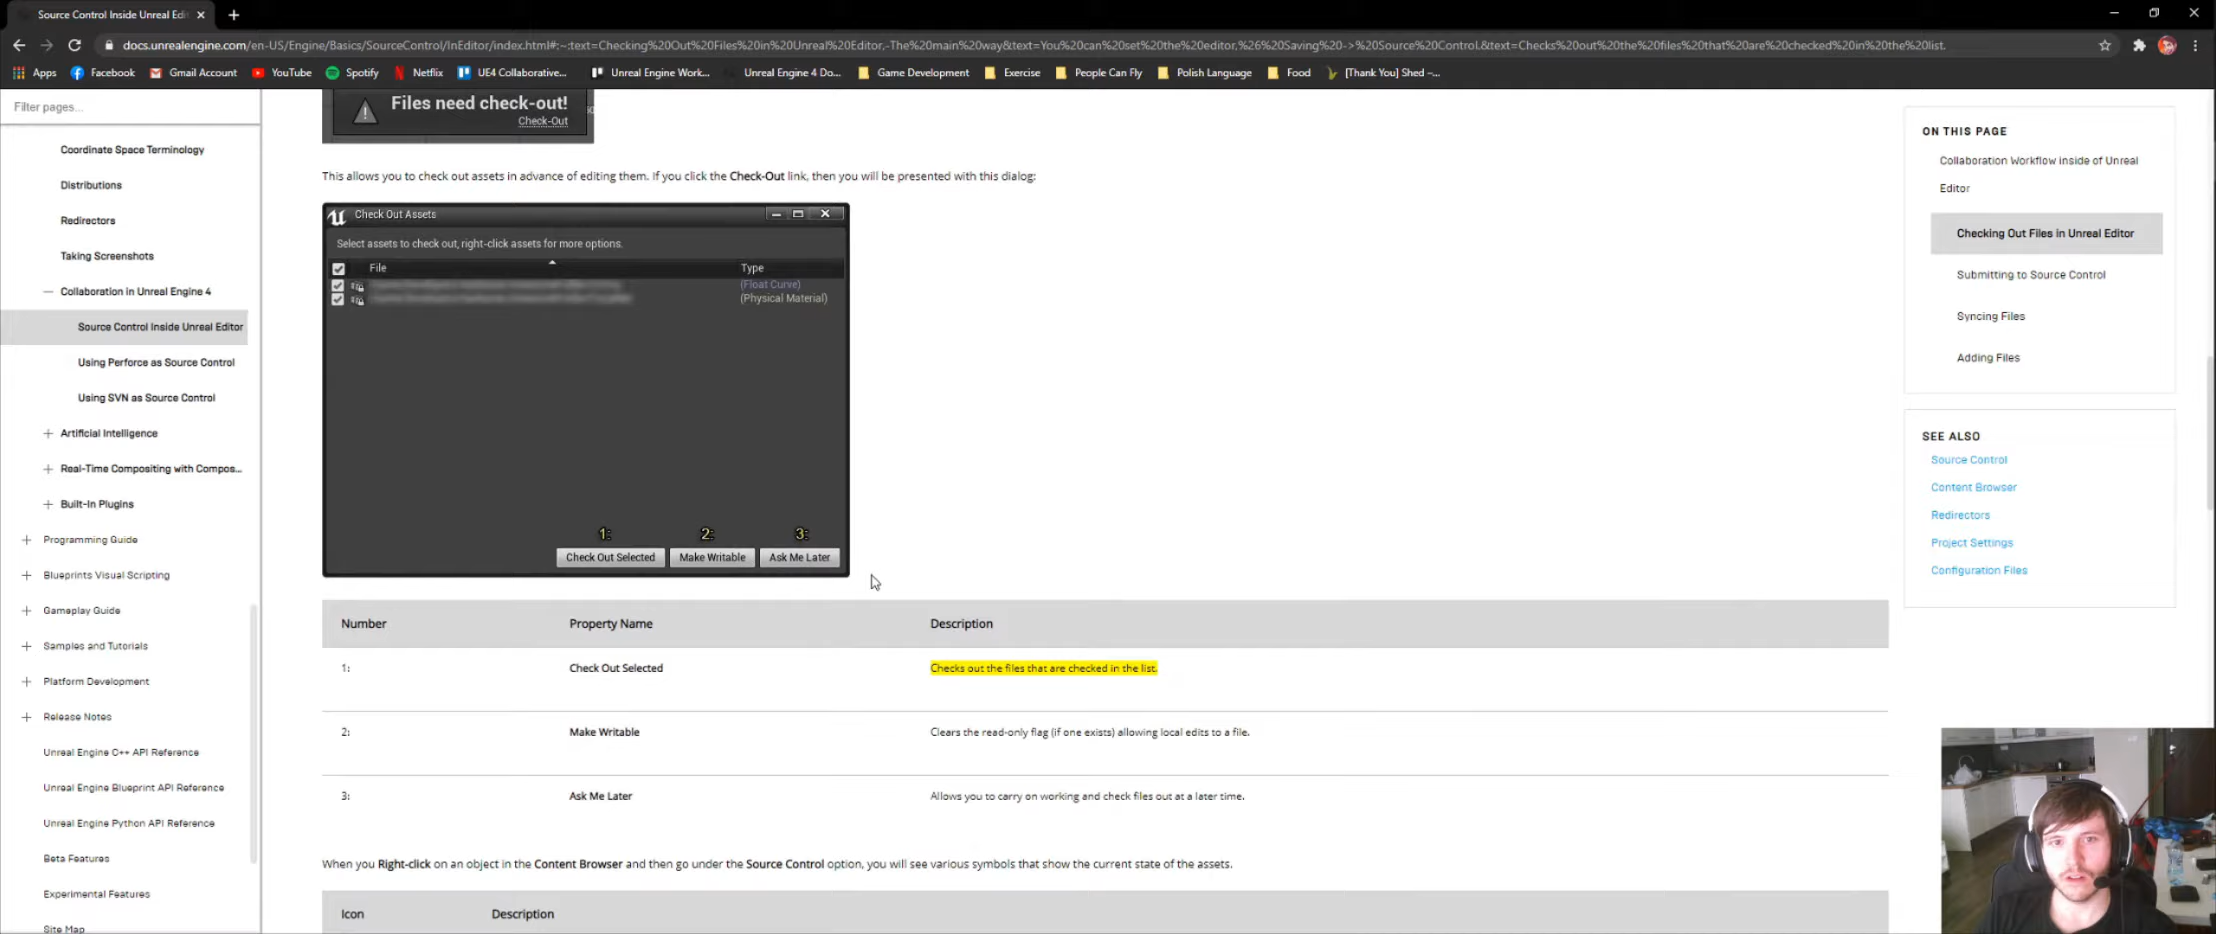 Source Control Inside Unreal Edi
docs.unrealengine.com/en-US/Engine/Basics/SourceControl/InEditor/index.html#:~:text=Checking%20Out%20Files%20in%20Unreal%20Editor,-The%20main%20way&text=You%20can%20set%20the%20editor,%26%20Saving%20->%20Source%20Control.&text=Checks%20out%20the%20files%20that%20are%20checked%20in%20the%20list.
Apps Facebook Gmail Account YouTube Spotify Netflix UE4 Collaborative... Unreal Engine Work... Unreal Engine 4 Do... Game Development Exercise People Can Fly Polish Language Food [Thank You] Shed –...
Filter pages...
Coordinate Space Terminology
Distributions
Redirectors
Taking Screenshots
Collaboration in Unreal Engine 4
Source Control Inside Unreal Editor
Using Perforce as Source Control
Using SVN as Source Control
Artificial Intelligence
Real-Time Compositing with Compos...
Built-In Plugins
Programming Guide
Blueprints Visual Scripting
Gameplay Guide
Samples and Tutorials
Platform Development
Release Notes
Unreal Engine C++ API Reference
Unreal Engine Blueprint API Reference
Unreal Engine Python API Reference
Beta Features
Experimental Features
Site Map
Files need check-out!
Check-Out
This allows you to check out assets in advance of editing them. If you click the Check-Out link, then you will be presented with this dialog:
Check Out Assets
Select assets to check out, right-click assets for more options.
File Type
(Float Curve)
(Physical Material)
1: 2: 3:
Check Out Selected Make Writable Ask Me Later
Number Property Name Description
1: Check Out Selected Checks out the files that are checked in the list.
2: Make Writable Clears the read-only flag (if one exists) allowing local edits to a file.
3: Ask Me Later Allows you to carry on working and check files out at a later time.
When you Right-click on an object in the Content Browser and then go under the Source Control option, you will see various symbols that show the current state of the assets.
Icon Description
ON THIS PAGE
Collaboration Workflow inside of Unreal
Editor
Checking Out Files in Unreal Editor
Submitting to Source Control
Syncing Files
Adding Files
SEE ALSO
Source Control
Content Browser
Redirectors
Project Settings
Configuration Files